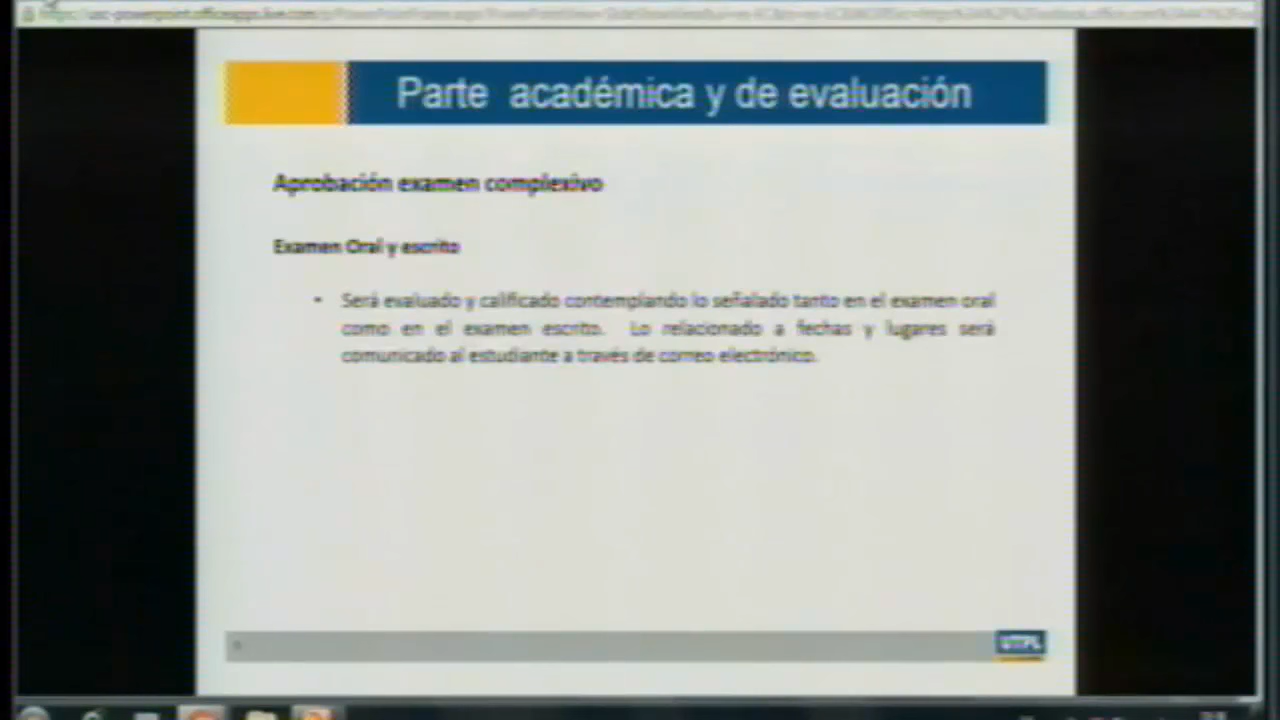 Parte académica y de evaluación
Aprobación examen complexivo
Examen Oral y escrito
• Será evaluado y calificado contemplando lo señalado tanto en el examen oral
como en el examen escrito. Lo relacionado a fechas y lugares será
comunicado al estudiante a través de correo electrónico.
UTPL